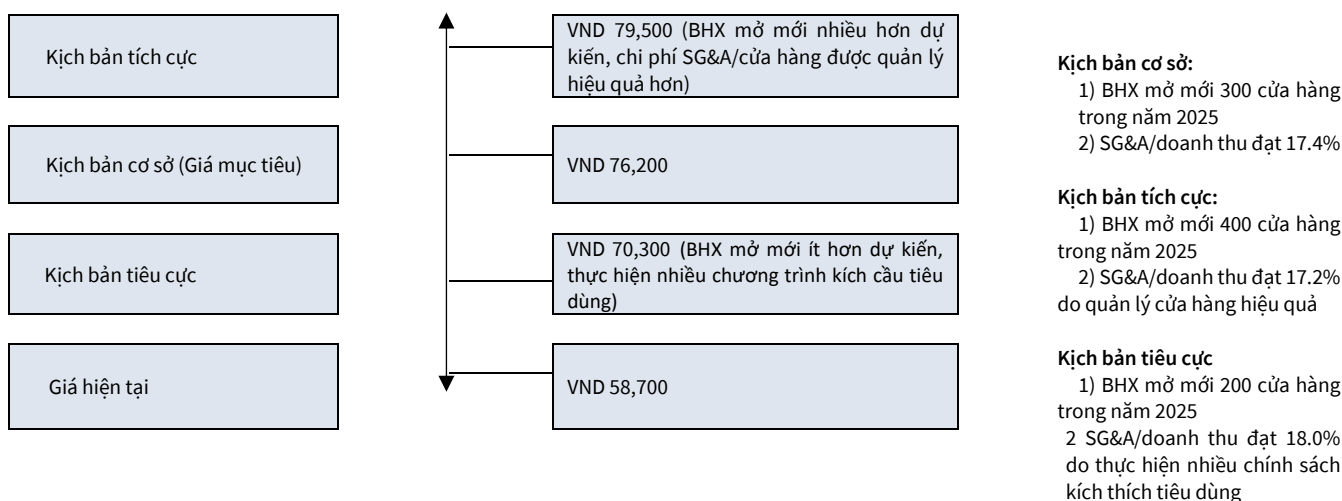 Kịch bản tích cực
VND 79,500 (BHX mở mới nhiều hơn dự
kiến, chi phí SG&A/cửa hàng được quản lý
hiệu quả hơn)
Kịch bản cơ sở (Giá mục tiêu)
VND 76,200
Kịch bản tiêu cực
VND 70,300 (BHX mở mới ít hơn dự kiến,
thực hiện nhiều chương trình kích cầu tiêu
dùng)
Giá hiện tại
VND 58,700
Kịch bản cơ sở:
1) BHX mở mới 300 cửa hàng
trong năm 2025
2) SG&A/doanh thu đạt 17.4%
Kịch bản tích cực:
1) BHX mở mới 400 cửa hàng
trong năm 2025
2) SG&A/doanh thu đạt 17.2%
do quản lý cửa hàng hiệu quả
Kịch bản tiêu cực
1) BHX mở mới 200 cửa hàng
trong năm 2025
2 SG&A/doanh thu đạt 18.0%
do thực hiện nhiều chính sách
kích thích tiêu dùng